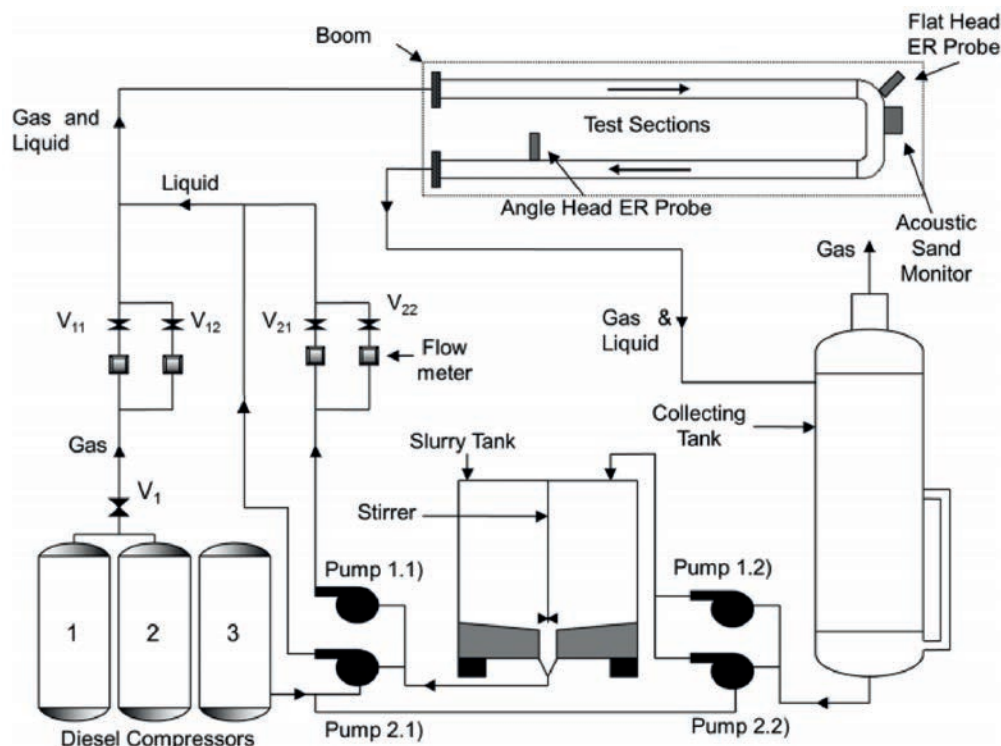 Flat Head
ER Probe
Boom
Gas and
Liquid
Test Sections
Liquid
Angle Head ER Probe
Acoustic
Sand
Monitor
Gas
V11
V12
V21
V22
Gas &
Liquid
Flow
meter
Collecting
Tank
Gas
Slurry Tank
V1
Stirrer
Pump 1.1)
Pump 1.2)
1
2
3
Pump 2.1)
Pump 2.2)
Diesel Compressors